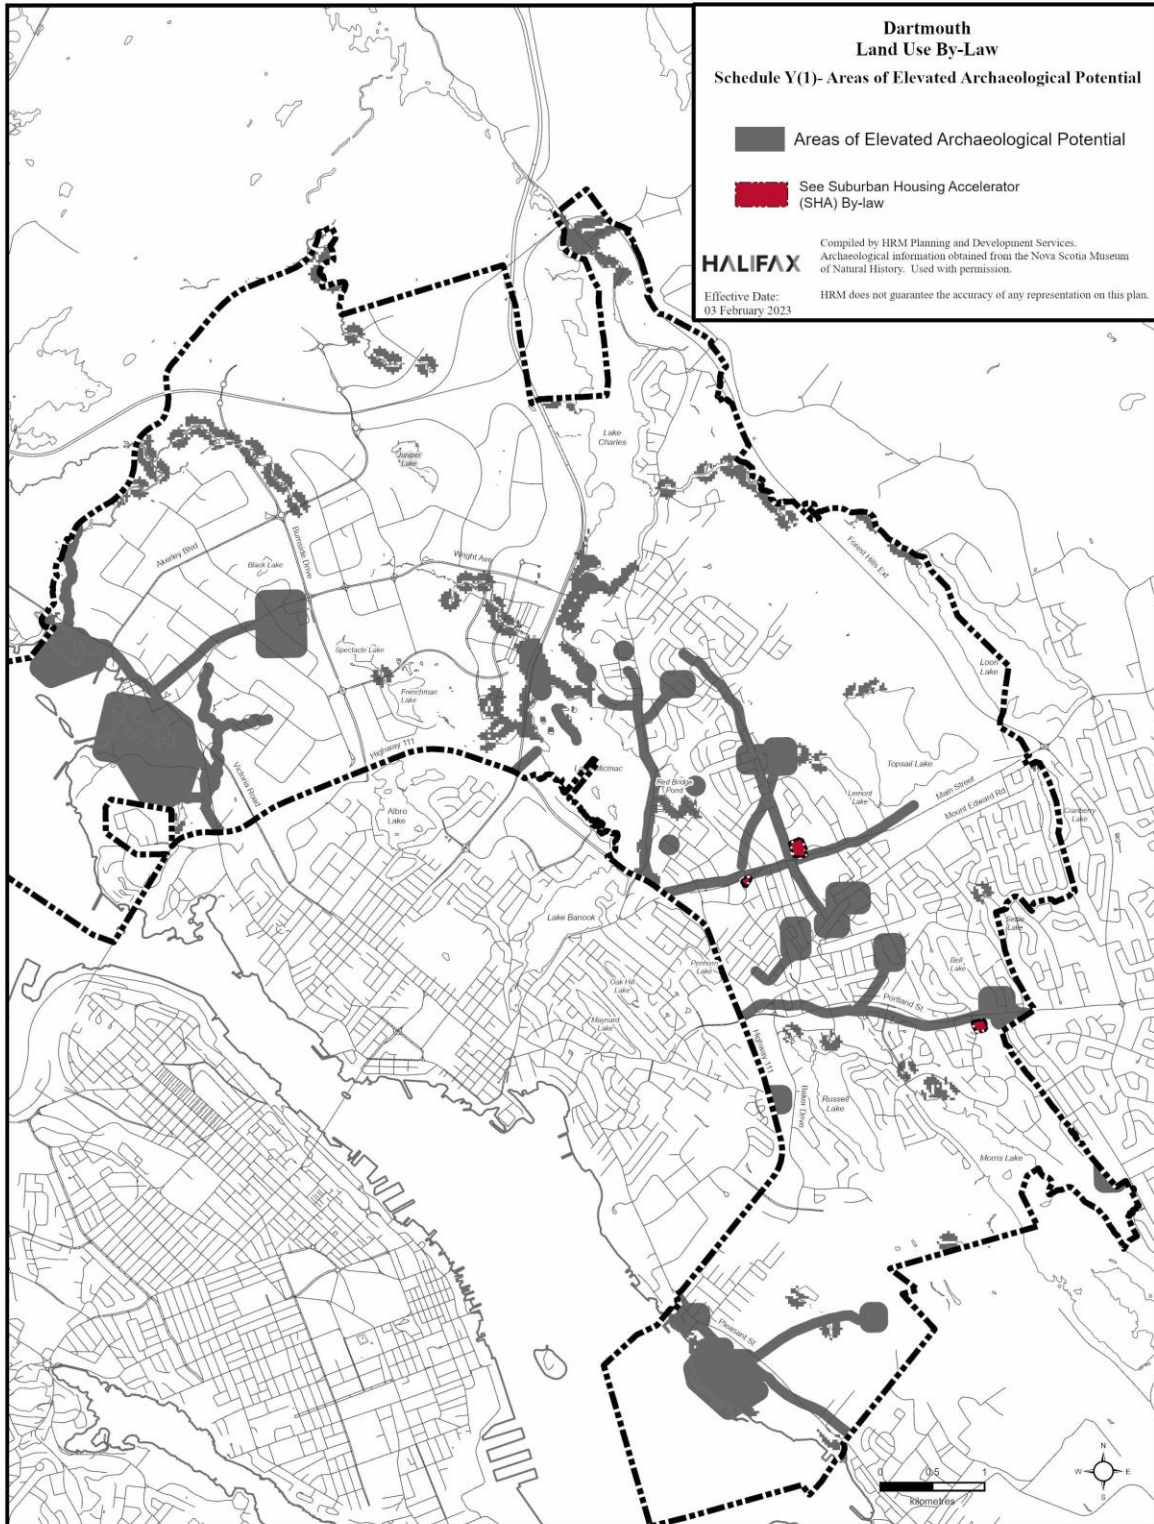 Dartmouth
Land Use By-Law
Schedule Y(1)- Areas of Elevated Archaeological Potential
Areas of Elevated Archaeological Potential
See Suburban Housing Accelerator
(SHA) By-law
HALIFAX
Compiled by HRM Planning and Development Services.
Archaeological information obtained from the Nova Scotia Museum
of Natural History. Used with permission.
Effective Date:
03 February 2023
HRM does not guarantee the accuracy of any representation on this plan.
Lake
Charles
Juniper
Lake
Akerley Blvd
Burnside Drive
Black Lake
Wright Ave
Forest Hills Ext
Spectacle Lake
Frenchman
Lake
Loon
Lake
Highway 111
Victoria Road
Topsail Lake
Red Bridge
Pond
Lemont
Lake
Main Street
Mount Edward Rd
Cranberry
Lake
Albro
Lake
Lake Banook
Penhorn
Lake
Oak Hill
Lake
Maynard
Lake
Bell
Lake
Settle
Lake
Portland St
Highway 111
Baker Drive
Russell
Lake
Morris Lake
Pleasant St
N
W
E
S
0 0.5 1
kilometres